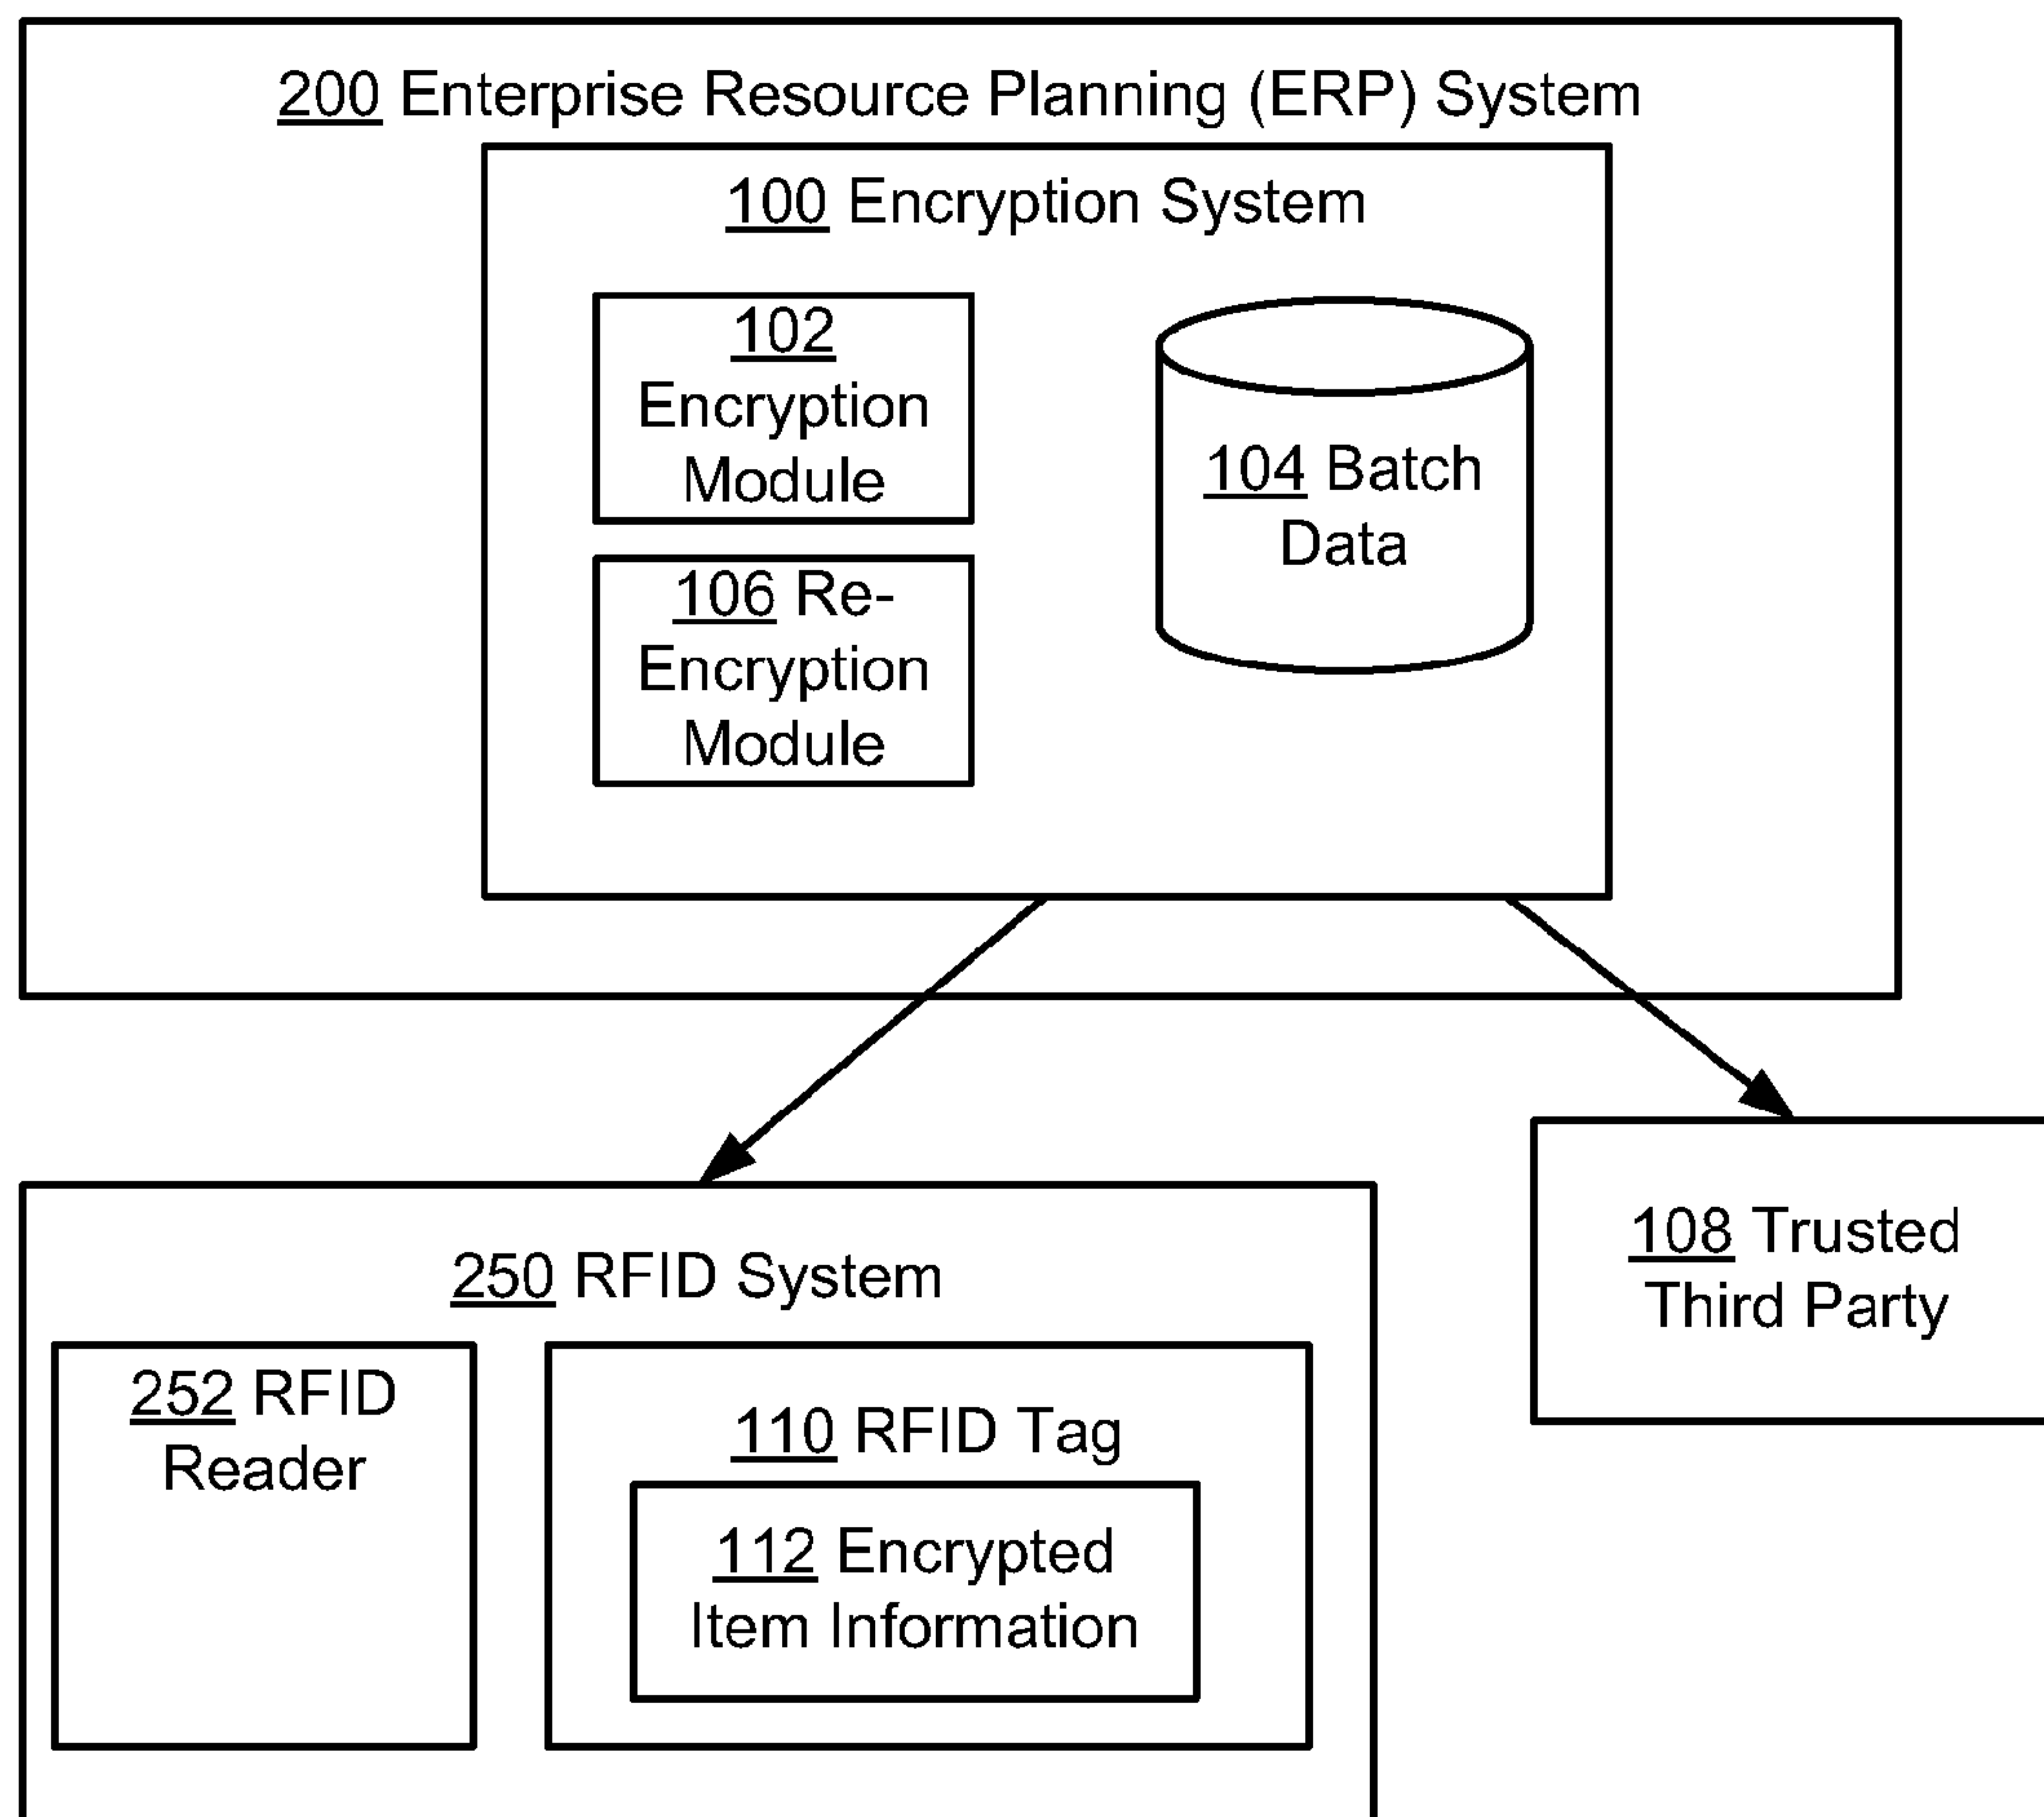 200 Enterprise Resource Planning (ERP) System
100 Encryption System
102
Encryption
Module
106 Re-
Encryption
Module
104 Batch
Data
250 RFID System
252 RFID
Reader
110 RFID Tag
112 Encrypted
Item Information
108 Trusted
Third Party